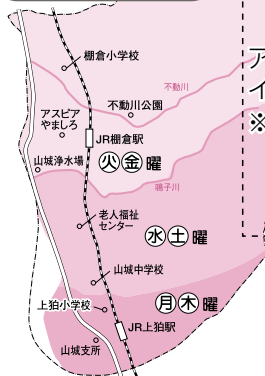 棚倉小学校
ア
イ
※
不動川
不動川公園
アスピア
やましろ
JR棚倉駅
山城浄水場
火金曜
鳴子川
老人福祉
センター
水土曜
山城中学校
月木曜
上狛小学校
JR上狛駅
山城支所